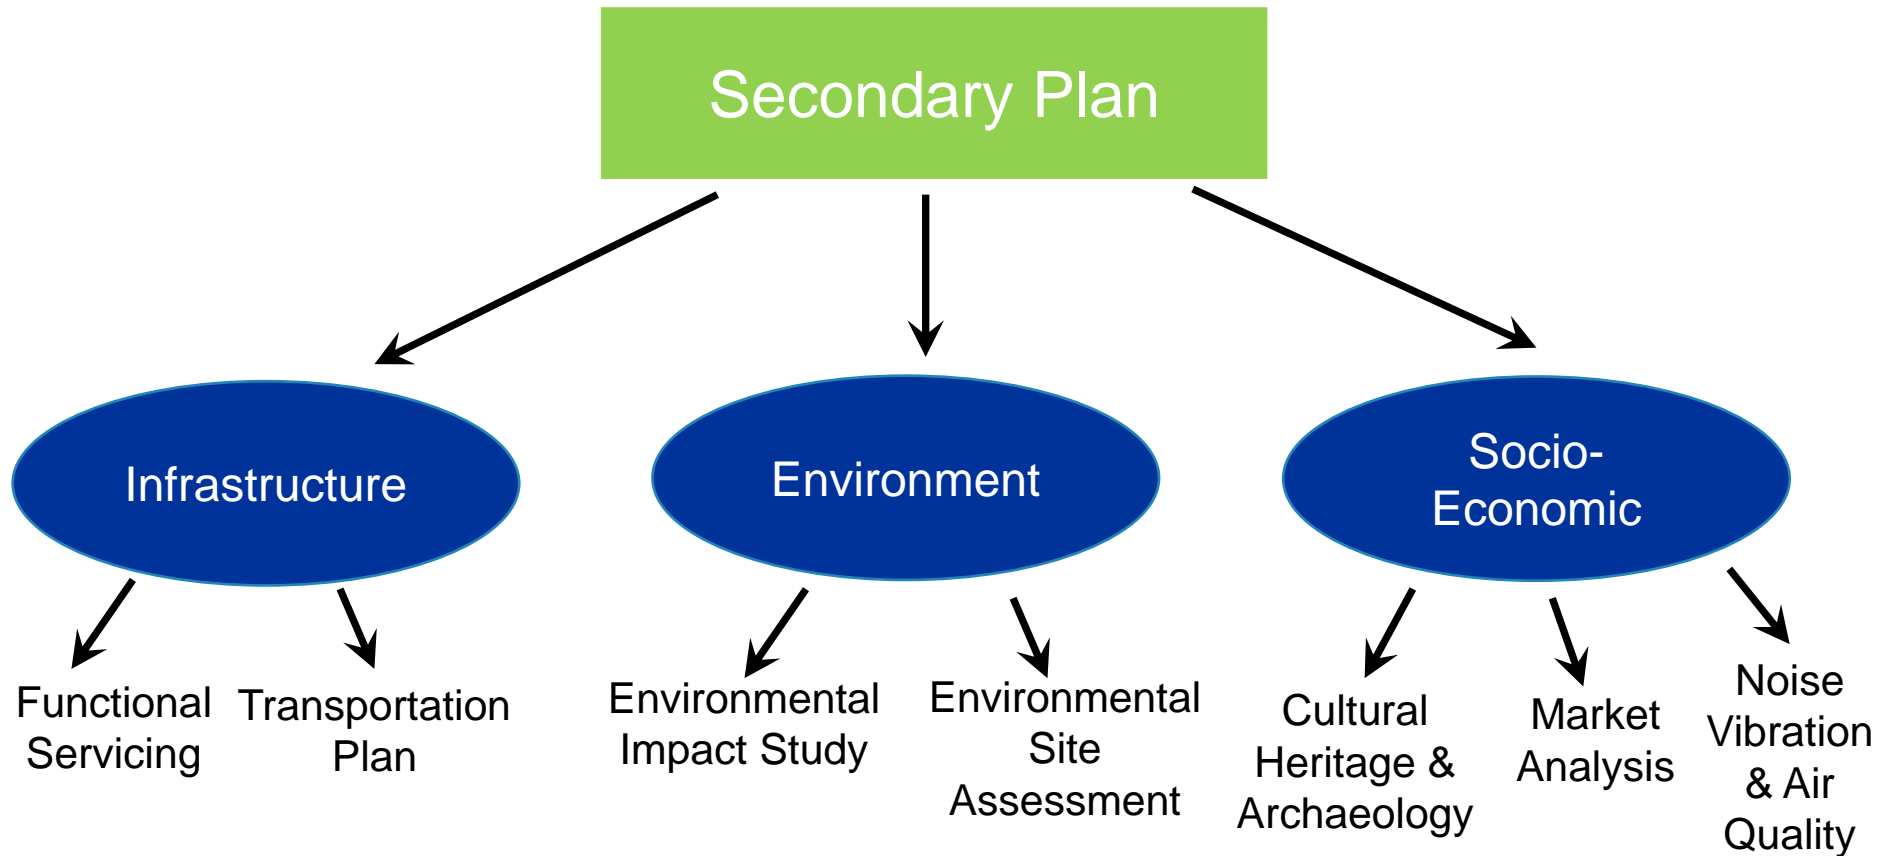 Secondary Plan
Infrastructure
Environment
Socio-
Economic
Functional
Servicing
Transportation
Plan
Environmental
Impact Study
Environmental
Site
Assessment
Cultural
Heritage &
Archaeology
Market
Analysis
Noise
Vibration
& Air
Quality